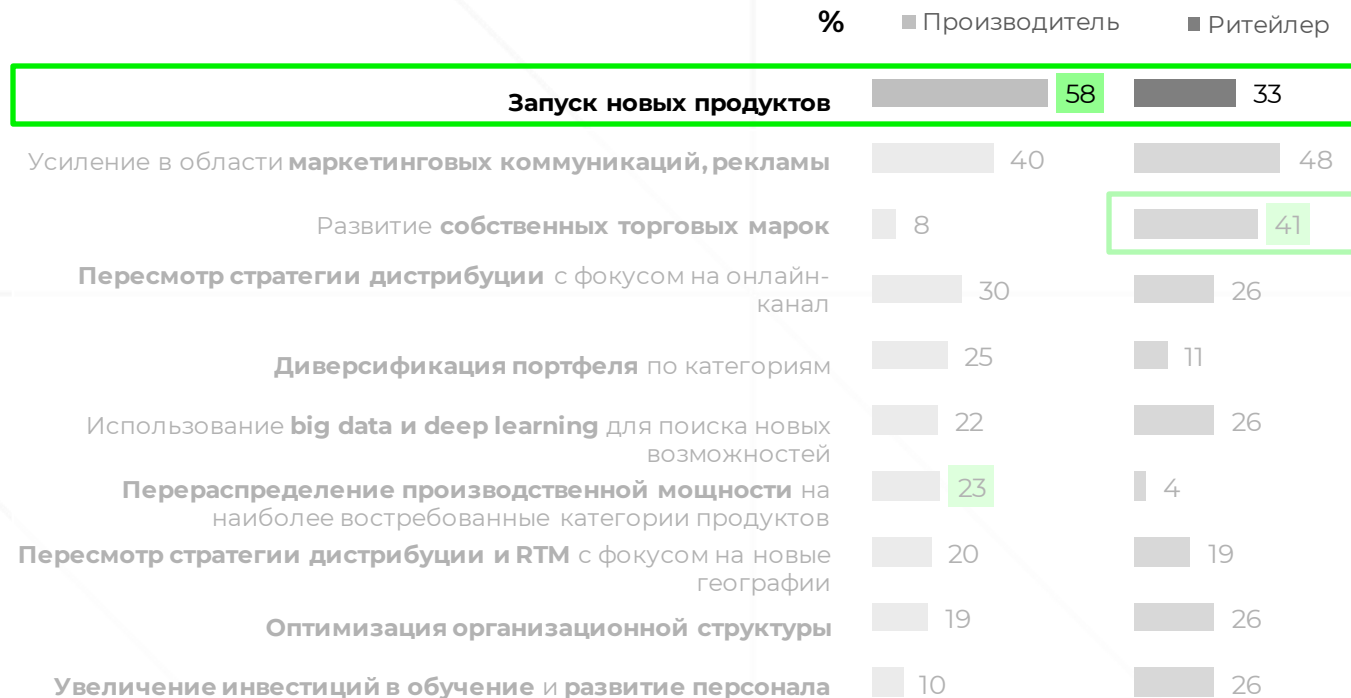 % Производитель Ритейлер
Запуск новых продуктов 58 33
Усиление в области маркетинговых коммуникаций, рекламы 40 48
Развитие собственных торговых марок 8 41
Пересмотр стратегии дистрибуции с фокусом на онлайн-
канал 30 26
Диверсификация портфеля по категориям 25 11
Использование big data и deep learning для поиска новых
возможностей 22 26
Перераспределение производственной мощности на
наиболее востребованные категории продуктов 23 4
Пересмотр стратегии дистрибуции и RTM с фокусом на новые
географии 20 19
Оптимизация организационной структуры 19 26
Увеличение инвестиций в обучение и развитие персонала 10 26